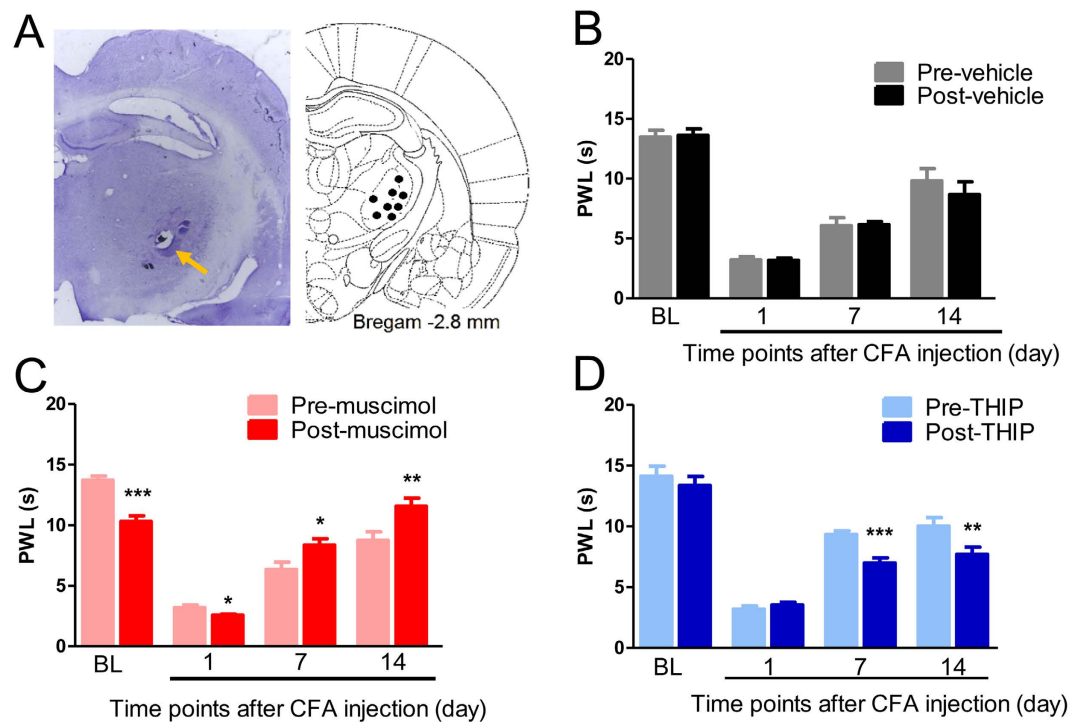 A
Bregam -2.8 mm
B
Pre-vehicle
Post-vehicle
PWL (s)
20
15
10
5
0
BL
1
7
14
Time points after CFA injection (day)
C
Pre-muscimol
Post-muscimol
PWL (s)
20
15
10
5
0
***
*
*
**
BL
1
7
14
Time points after CFA injection (day)
D
Pre-THIP
Post-THIP
PWL (s)
20
15
10
5
0
***
**
BL
1
7
14
Time points after CFA injection (day)